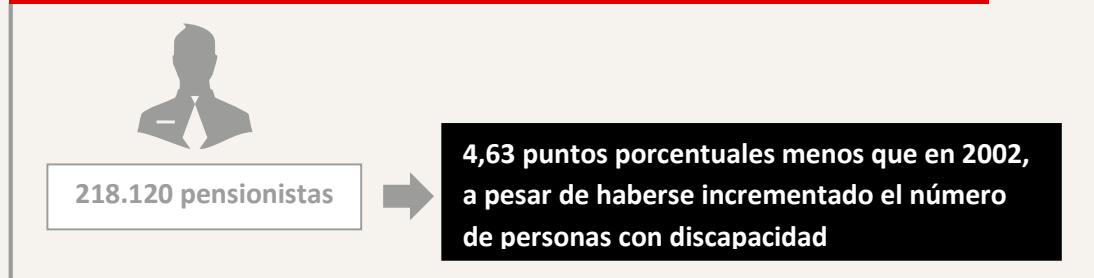 218.120 pensionistas
4,63 puntos porcentuales menos que en 2002,
a pesar de haberse incrementado el número
de personas con discapacidad